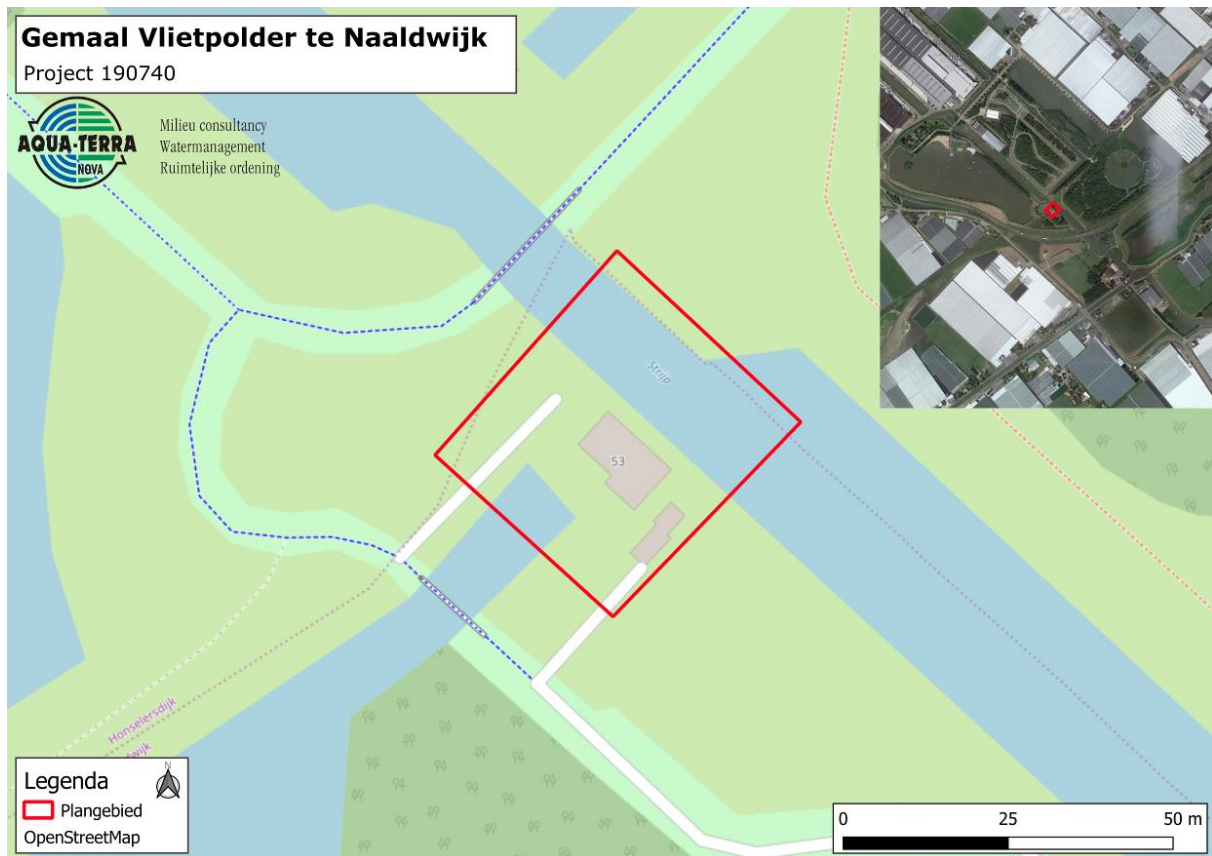 Gemaal Vlietpolder te Naaldwijk
Project 190740
AQUA-TERRA
NOVA
Milieu consultancy
Watermanagement
Ruimtelijke ordening
Strijp
53
Honselersdijk
wijk
Legenda
N
Plangebied
OpenStreetMap
0 25 50 m